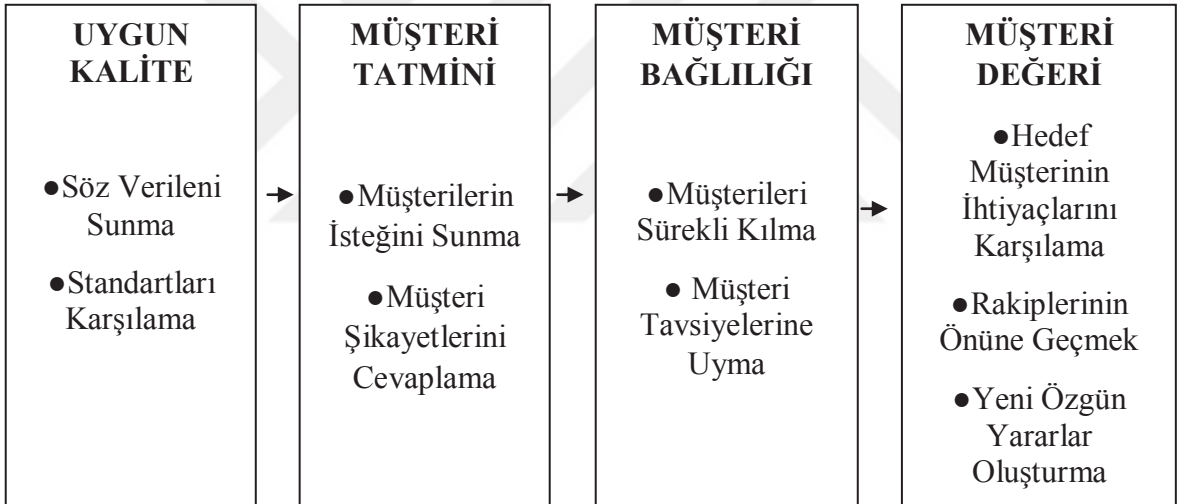 UYGUN
KALİTE
●Söz Verileni
Sunma
●Standartları
Karşılama
MÜŞTERİ
TATMİNİ
●Müşterilerin
İsteğini Sunma
●Müşteri
Şikayetlerini
Cevaplama
MÜŞTERİ
BAĞLILIĞI
●Müşterileri
Sürekli Kılma
● Müşteri
Tavsiyelerine
Uyma
MÜŞTERİ
DEĞERİ
●Hedef
Müşterinin
İhtiyaçlarını
Karşılama
●Rakiplerinin
Önüne Geçmek
●Yeni Özgün
Yararlar
Oluşturma